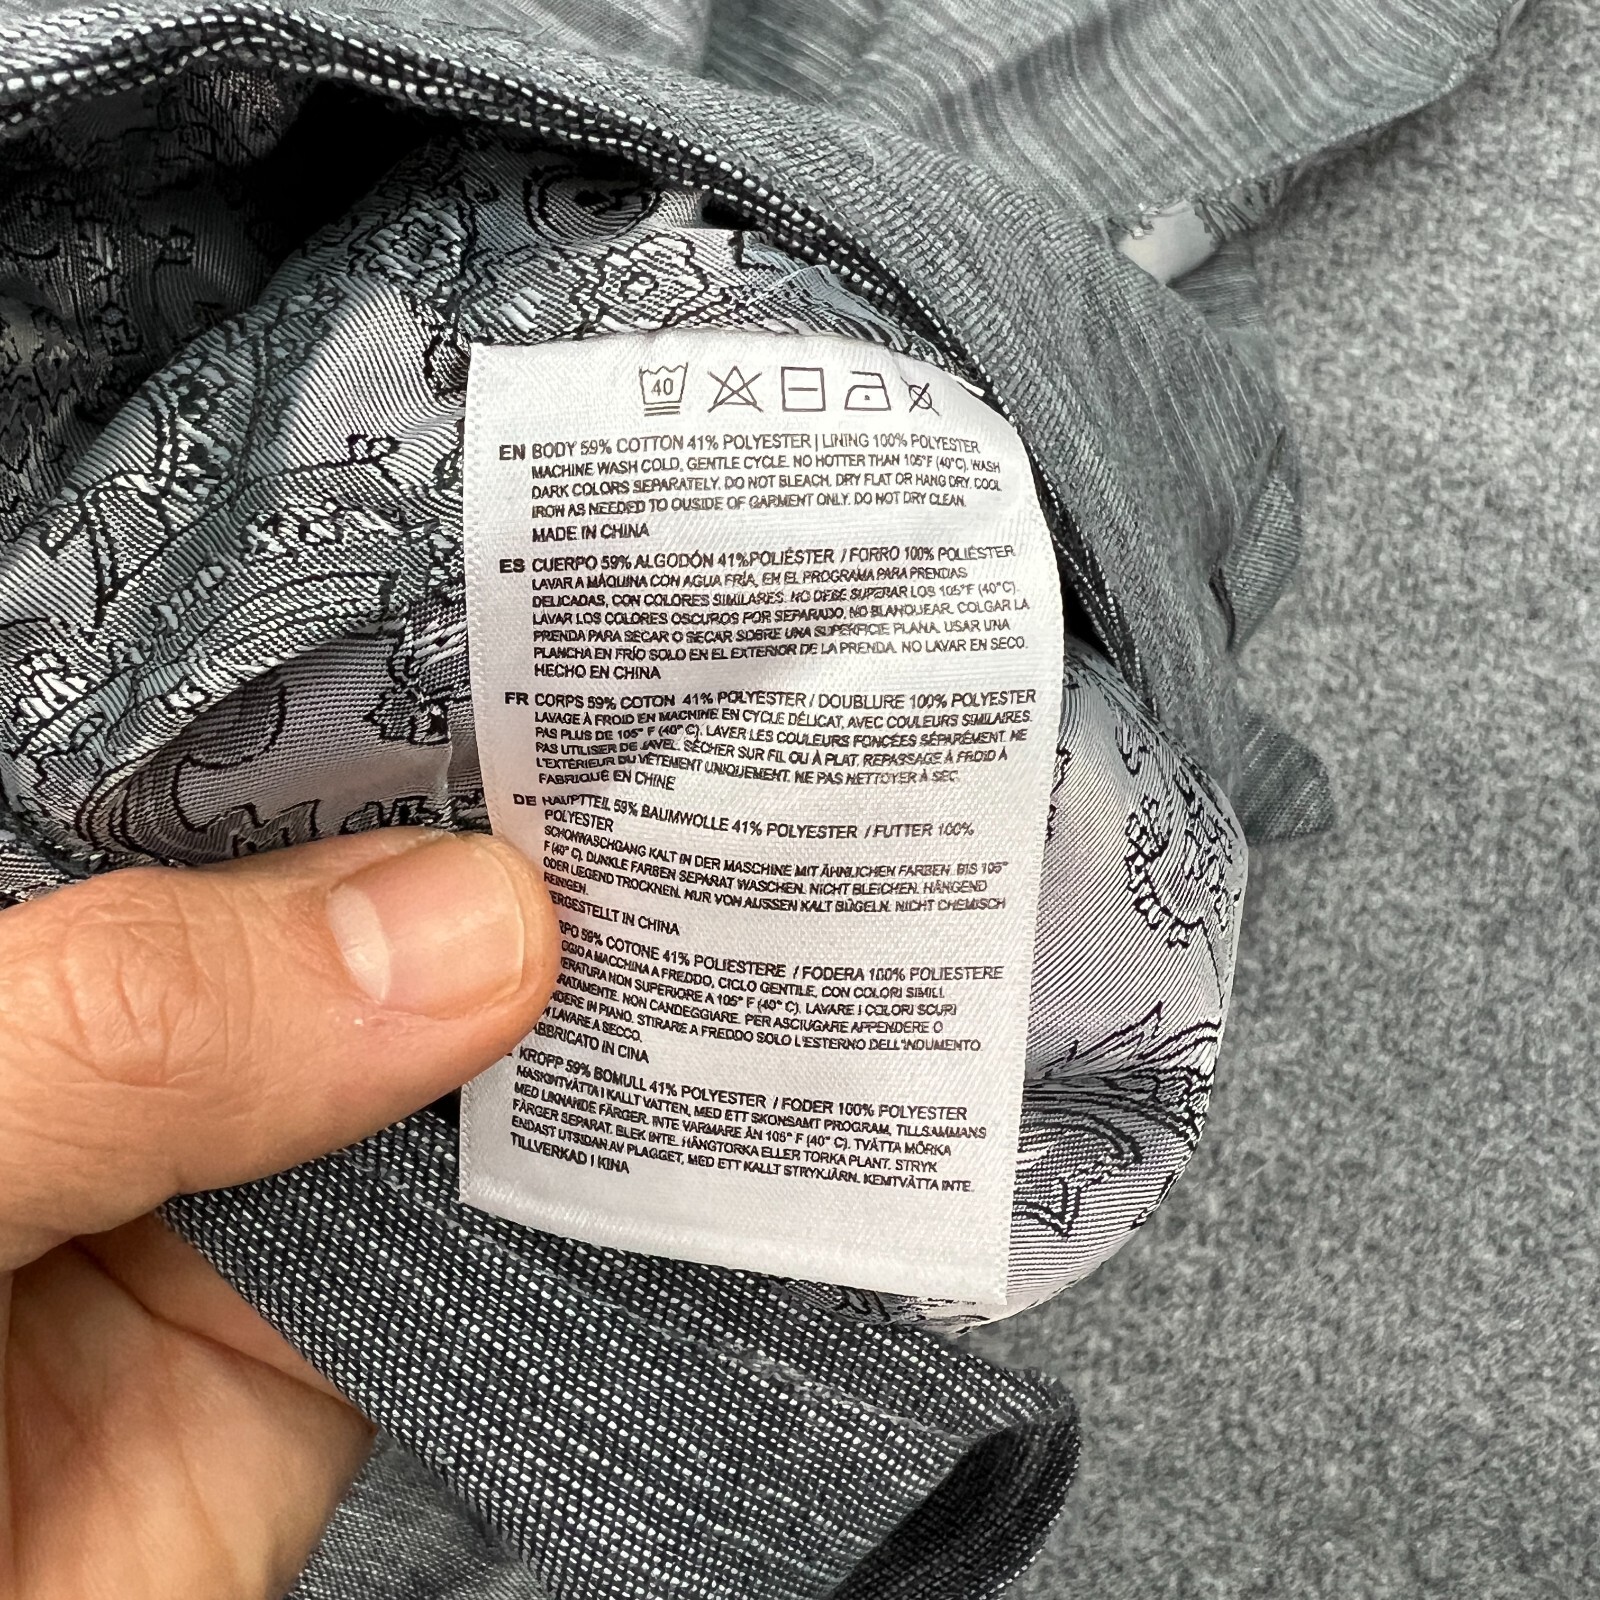 40
EN BODY 59% COTTON 41% POLYESTER | LINING 100% POLYESTER
MACHINE WASH COLD, GENTLE CYCLE. NO HOTTER THAN 105°F (40°C). WASH
DARK COLORS SEPARATELY. DO NOT BLEACH. DRY FLAT OR HANG DRY. COOL
IRON AS NEEDED TO OUSIDE OF GARMENT ONLY. DO NOT DRY CLEAN.
MADE IN CHINA
ES CUERPO 59% ALGODÓN 41%POLIÉSTER / FORRO 100% POLIÉSTER
LAVAR A MÁQUINA CON AGUA FRÍA, EN EL PROGRAMA PARA PRENDAS
DELICADAS, CON COLORES SIMILARES. NO DEBE SUPERAR LOS 105°F (40°C).
LAVAR LOS COLORES OSCUROS POR SEPARADO, NO BLANQUEAR. COLGAR LA
PRENDA PARA SECAR O SECAR SOBRE UNA SUPERFICIE PLANA. USAR UNA
PLANCHA EN FRÍO SOLO EN EL EXTERIOR DE LA PRENDA. NO LAVAR EN SECO.
HECHO EN CHINA
FR CORPS 59% COTON 41% POLYESTER / DOUBLURE 100% POLYESTER
LAVAGE À FROID EN MACHINE EN CYCLE DÉLICAT, AVEC COULEURS SIMILAIRES.
PAS PLUS DE 105° F (40° C). LAVER LES COULEURS FONCÉES SÉPARÉMENT. NE
PAS UTILISER DE JAVEL. SÉCHER SUR FIL OU À PLAT. REPASSAGE À FROID À
L'EXTÉRIEUR DU VÊTEMENT UNIQUEMENT. NE PAS NETTOYER À SEC.
FABRIQUÉ EN CHINE
DE HAUPTTEIL 59% BAUMWOLLE 41% POLYESTER / FUTTER 100%
POLYESTER
SCHONWASCHGANG KALT IN DER MASCHINE MIT ÄHNLICHEN FARBEN. BIS 105°
F (40° C). DUNKLE FARBEN SEPARAT WASCHEN. NICHT BLEICHEN. HÄNGEND
ODER LIEGEND TROCKNEN. NUR VON AUSSEN KALT BÜGELN. NICHT CHEMISCH
REINIGEN.
ERGESTELLT IN CHINA
RPO 59% COTONE 41% POLIESTERE / FODERA 100% POLIESTERE
GGIO A MACCHINA A FREDDO, CICLO GENTILE, CON COLORI SIMILI.
ERATURA NON SUPERIORE A 105° F (40° C). LAVARE I COLORI SCURI
RATAMENTE. NON CANDEGGIARE. PER ASCIUGARE APPENDERE O
DERE IN PIANO. STIRARE A FREDDO SOLO L'ESTERNO DELL'INDUMENTO.
LAVARE A SECCO.
ABBRICATO IN CINA
KROPP 59% BOMULL 41% POLYESTER / FODER 100% POLYESTER
MASKINTVÄTTA I KALLT VATTEN, MED ETT SKONSAMT PROGRAM, TILLSAMMANS
MED LIKNANDE FÄRGER. INTE VARMARE ÄN 105° F (40° C). TVÄTTA MÖRKA
FÄRGER SEPARAT. BLEK INTE. HÄNGTORKA ELLER TORKA PLANT. STRYK
ENDAST UTSIDAN AV PLAGGET, MED ETT KALLT STRYKJÄRN. KEMTVÄTTA INTE.
TILLVERKAD I KINA